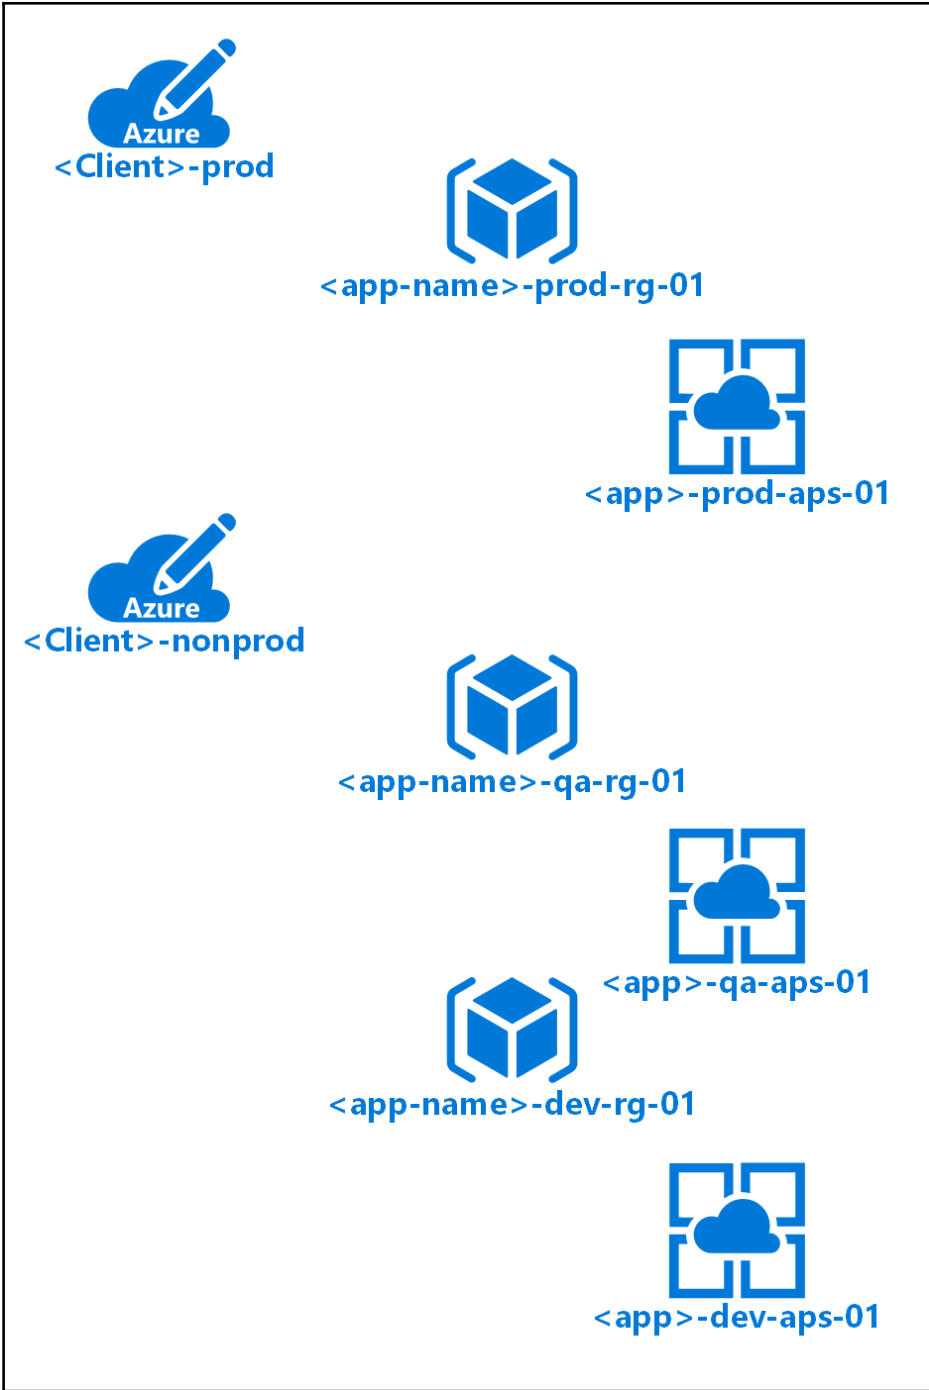 Azure
<Client>-prod
<app-name>-prod-rg-01
<app>-prod-aps-01
Azure
<Client>-nonprod
<app-name>-qa-rg-01
<app>-qa-aps-01
<app-name>-dev-rg-01
<app>-dev-aps-01